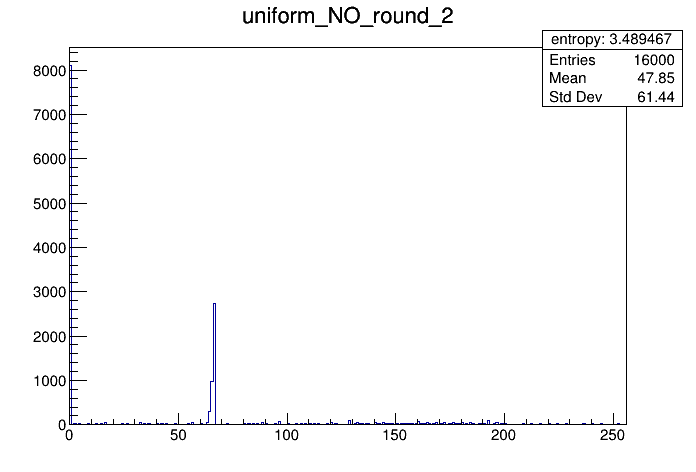 uniform_NO_round_2
entropy: 3.489467
Entries 16000
Mean 47.85
Std Dev 61.44
8000
7000
6000
5000
4000
3000
2000
1000
0
0 50 100 150 200 250